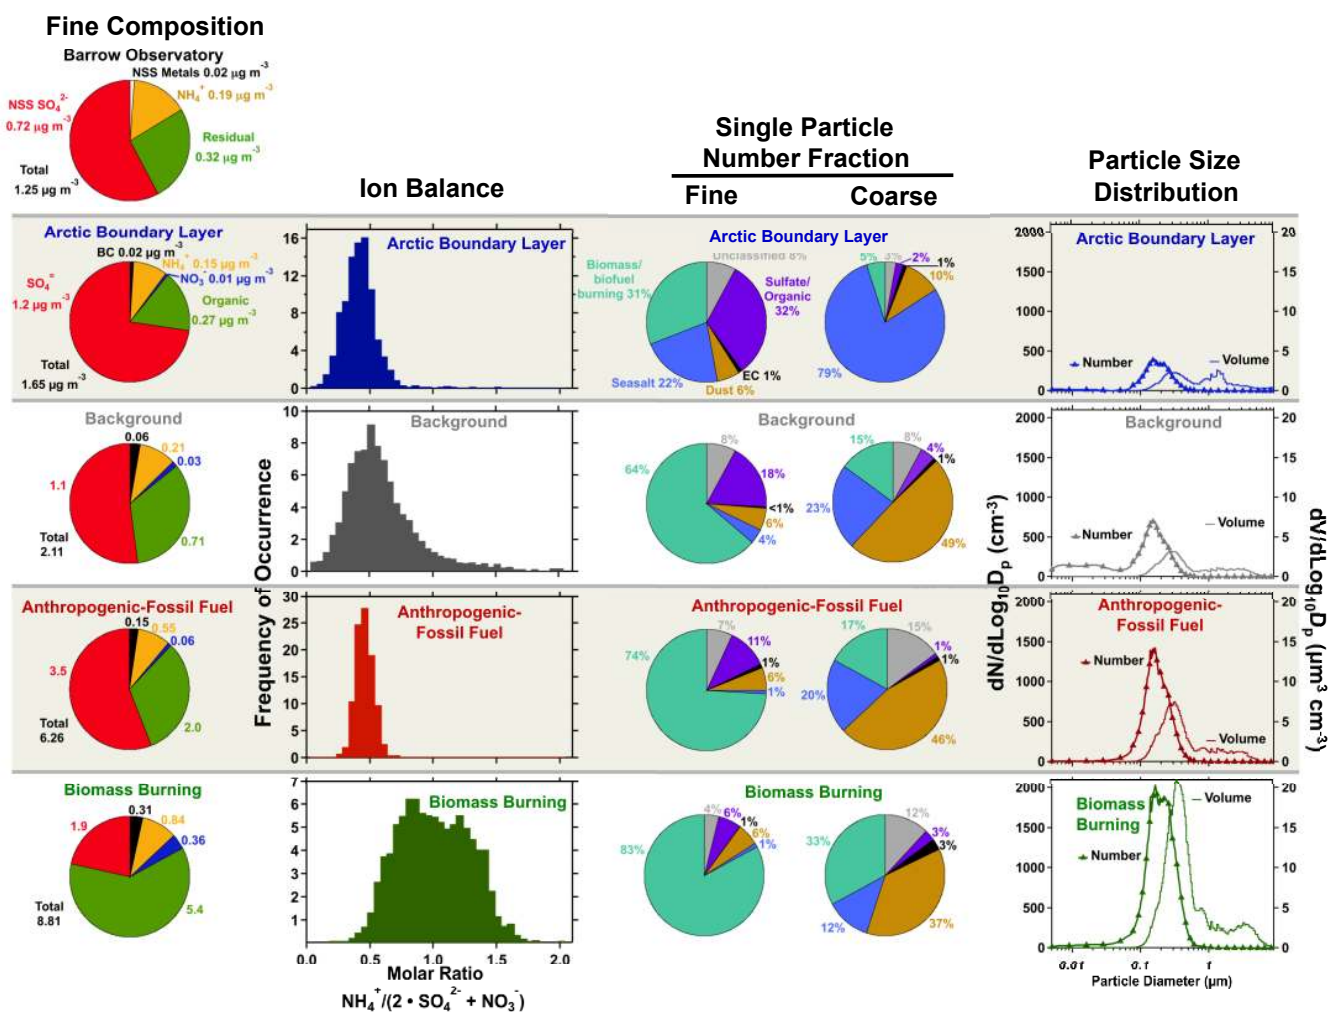 Fine Composition
Barrow Observatory
NSS Metals 0.02 µg m⁻³
NH₄⁺ 0.19 µg m⁻³
NSS SO₄²⁻
0.72 µg m⁻³
Residual
0.32 µg m⁻³
Total
1.25 µg m⁻³
Ion Balance
Single Particle
Number Fraction
Fine
Coarse
Particle Size
Distribution
Arctic Boundary Layer
BC 0.02 µg m⁻³
NH₄⁺ 0.15 µg m⁻³
NO₃⁻ 0.01 µg m⁻³
SO₄⁼
1.2 µg m⁻³
Organic
0.27 µg m⁻³
Total
1.65 µg m⁻³
Arctic Boundary Layer
16
12
8
4
0
Arctic Boundary Layer
Unclassified 8%
Biomass/
biofuel
burning 31%
Sulfate/
Organic
32%
EC 1%
Dust 6%
Seasalt 22%
5%
3%
2%
1%
10%
79%
Arctic Boundary Layer
2000
1500
1000
500
0
20
15
10
5
0
Number
Volume
Background
0.06
0.21
0.03
1.1
0.71
Total
2.11
Background
10
8
6
4
2
0
Background
8%
64%
18%
<1%
6%
4%
15%
8%
4%
1%
23%
49%
Background
2000
1500
1000
500
0
20
15
10
5
0
Number
Volume
Anthropogenic-Fossil Fuel
0.15
0.55
0.06
3.5
2.0
Total
6.26
Anthropogenic-
Fossil Fuel
30
25
20
15
10
5
0
Anthropogenic-Fossil Fuel
7%
74%
11%
1%
6%
1%
17%
15%
1%
1%
20%
46%
Anthropogenic-
Fossil Fuel
2000
1500
1000
500
0
20
15
10
5
0
Number
Volume
Biomass Burning
0.31
0.84
0.36
1.9
5.4
Total
8.81
Biomass Burning
7
6
5
4
3
2
1
0.0
0.5
1.0
1.5
2.0
Molar Ratio
NH₄⁺/(2 • SO₄²⁻ + NO₃⁻)
Frequency of Occurrence
Biomass Burning
4%
6%
1%
6%
1%
83%
12%
3%
3%
33%
12%
37%
Biomass
Burning
2000
1500
1000
500
0
20
15
10
5
0
Number
Volume
0.01
0.1
1
Particle Diameter (µm)
dN/dLog₁₀Dₚ (cm⁻³)
dV/dLog₁₀Dₚ (µm³ cm⁻³)